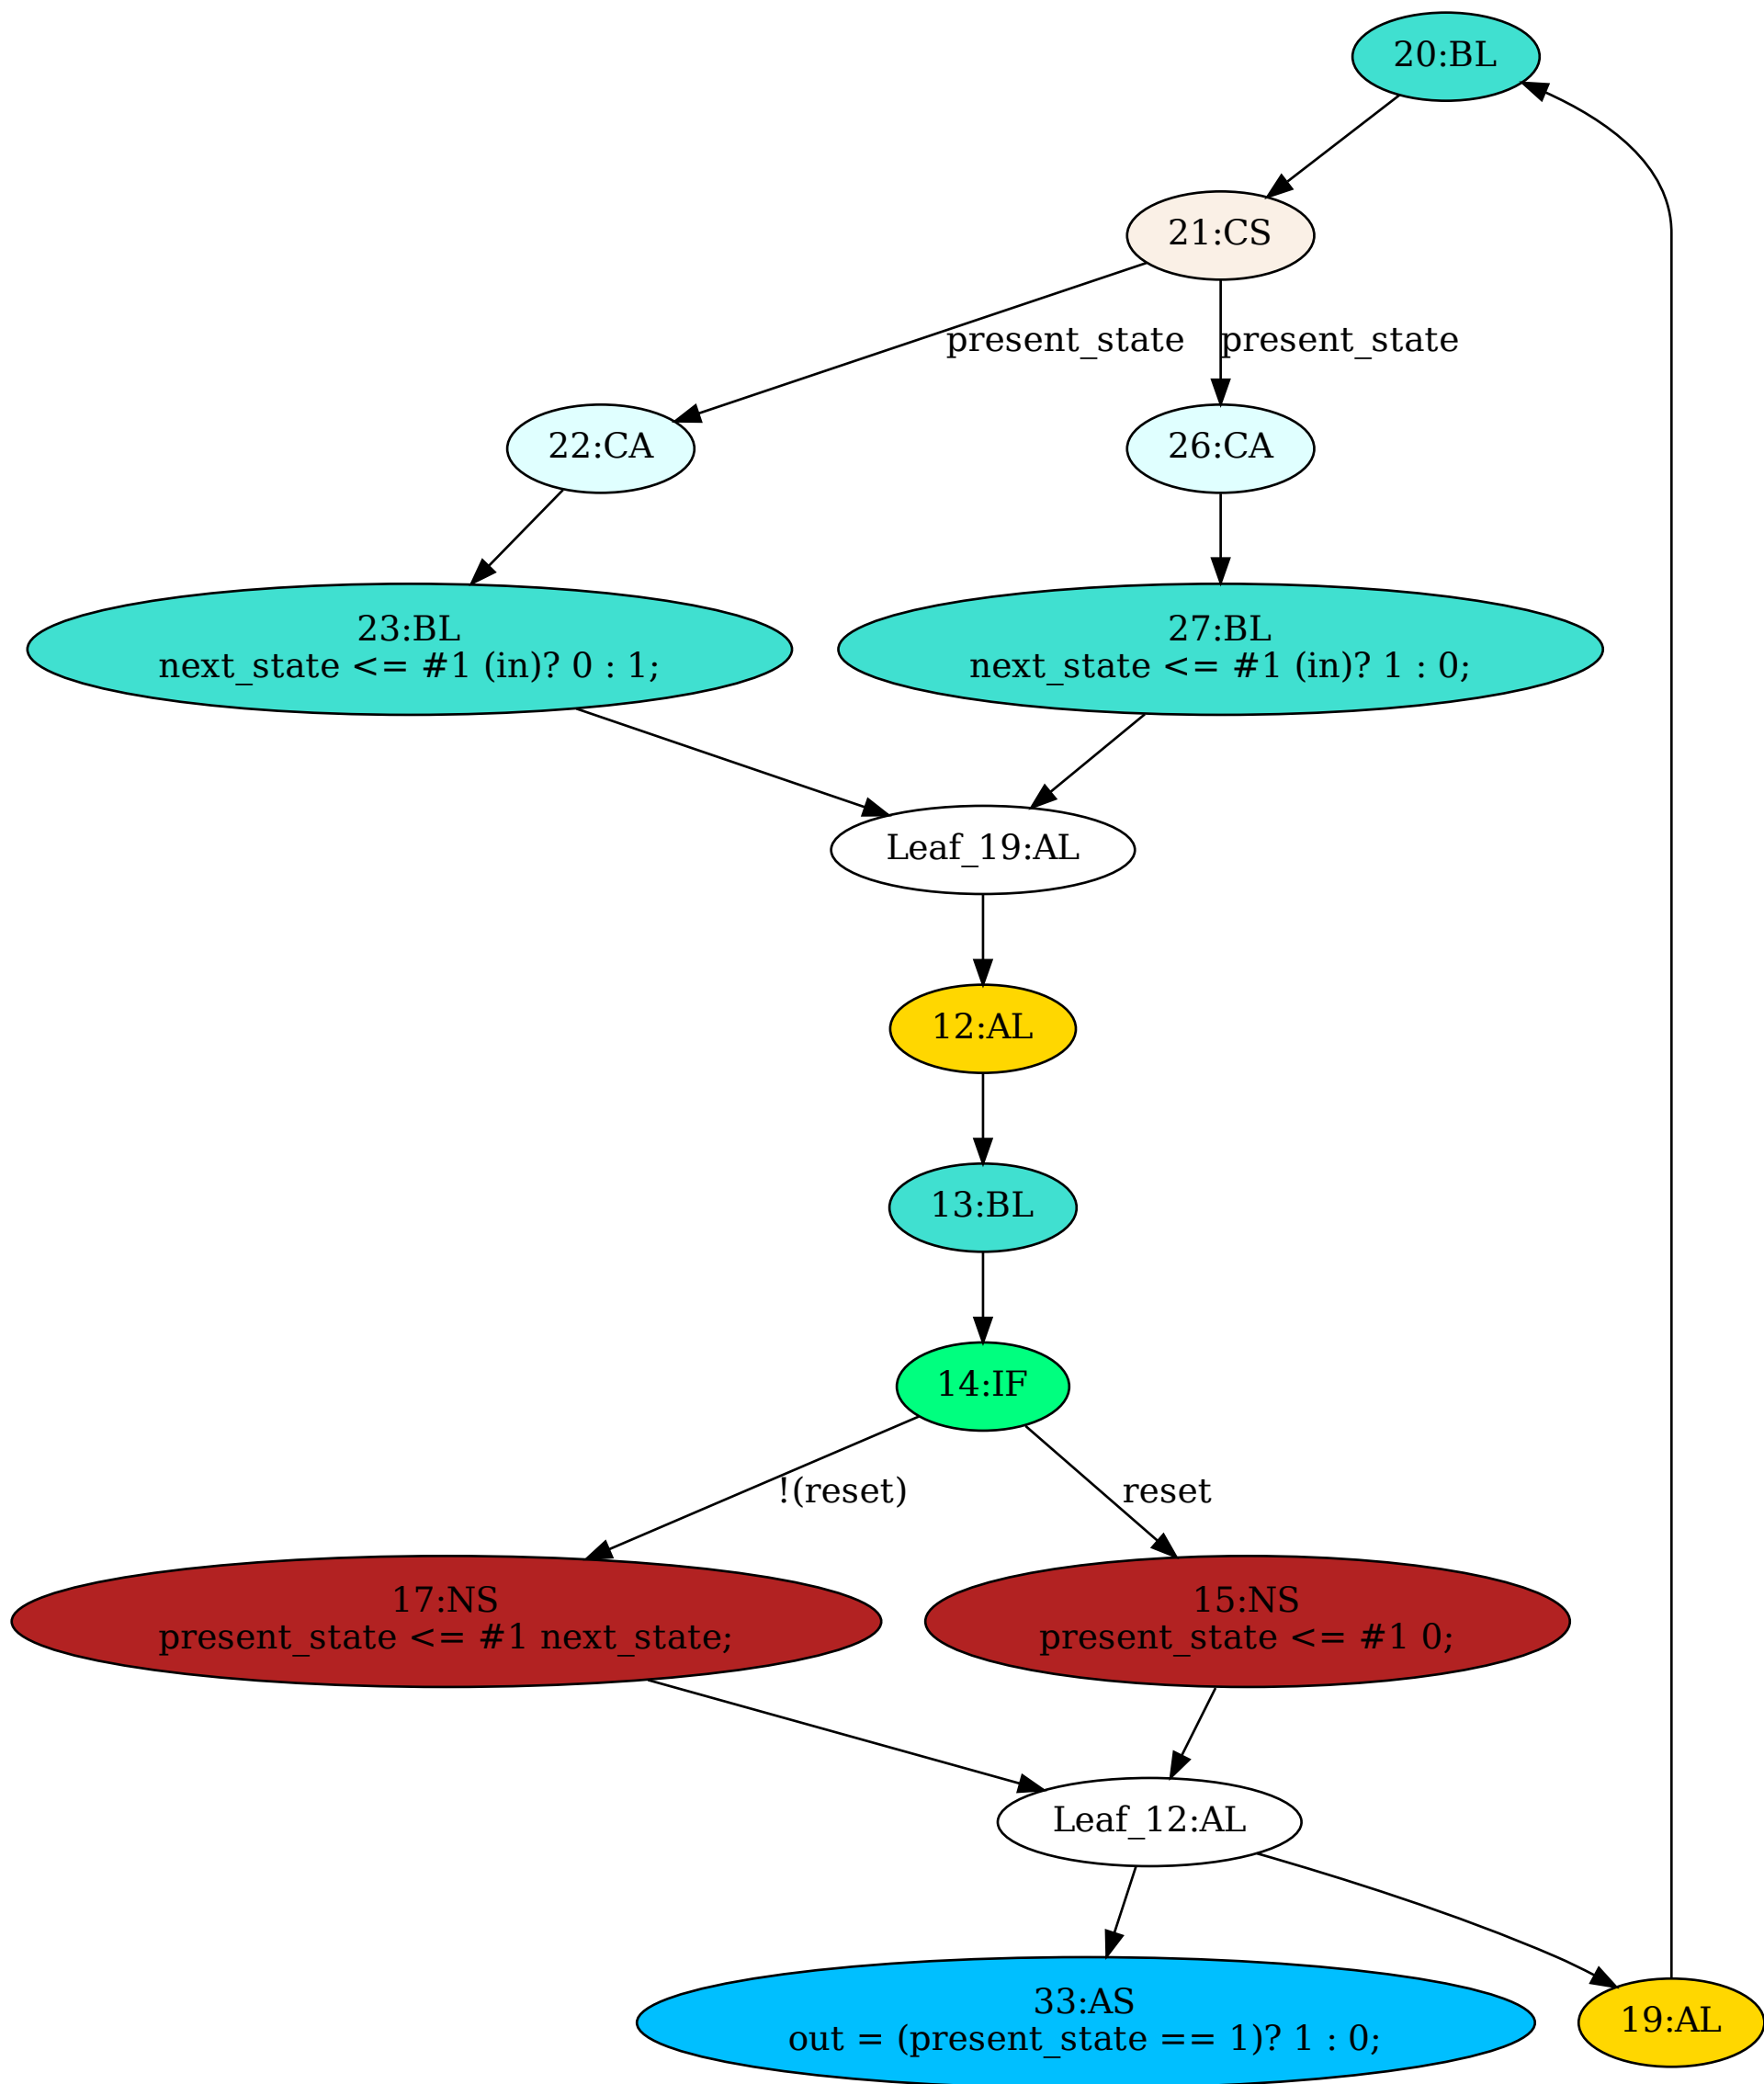 20:BL
21:CS
present_state
present_state
22:CA
26:CA
23:BL
next_state <= #1 (in)? 0 : 1;
27:BL
next_state <= #1 (in)? 1 : 0;
Leaf_19:AL
12:AL
13:BL
14:IF
!(reset)
reset
17:NS
present_state <= #1 next_state;
15:NS
present_state <= #1 0;
Leaf_12:AL
33:AS
out = (present_state == 1)? 1 : 0;
19:AL